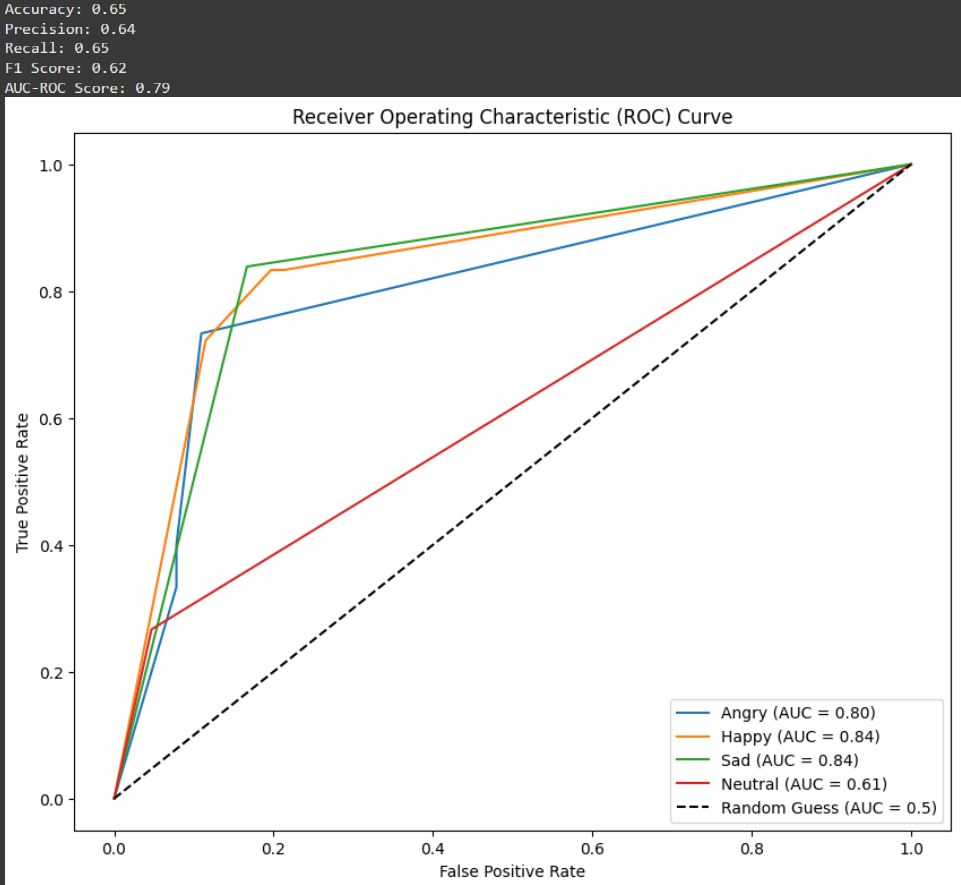 Accuracy: 0.65
Precision: 0.64
Recall: 0.65
F1 Score: 0.62
AUC-ROC Score: 0.79
Receiver Operating Characteristic (ROC) Curve
True Positive Rate
1.0
0.8
0.6
0.4
0.2
0.0
Angry (AUC = 0.80)
Happy (AUC = 0.84)
Sad (AUC = 0.84)
Neutral (AUC = 0.61)
Random Guess (AUC = 0.5)
0.0 0.2 0.4 0.6 0.8 1.0
False Positive Rate